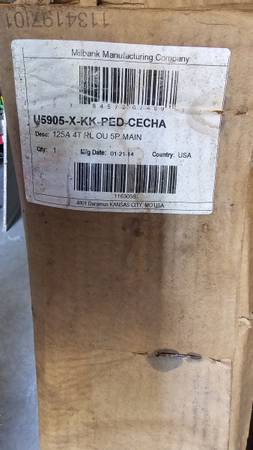 113419701
Milbank Manufacturing Company
U5905-X-KK-PED-CECHA
Desc: 125A 4T RL OU 5P MAIN
Qty: 1 Mfg Date: 01-21-14 Country: USA
4801 Deramus KANSAS CITY, MO USA